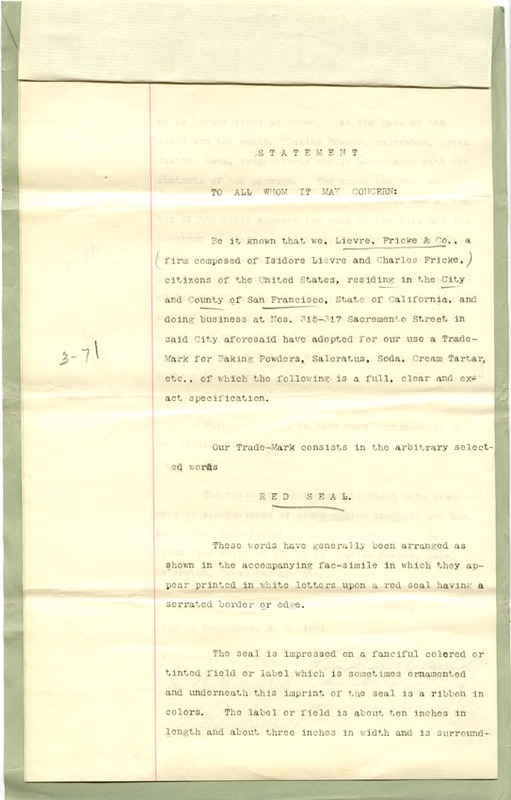 STATEMENT
TO ALL WHOM IT MAY CONCERN:
Be it known that we, Lievre, Fricke & Co., a
(firm composed of Isidore Lievre and Charles Fricke,)
citizens of the United States, residing in the City
and County of San Francisco, State of California, and
doing business at Nos. 315-317 Sacremento Street in
said City aforesaid have adopted for our use a Trade-
Mark for Baking Powders, Saleratus, Soda, Cream Tartar,
etc., of which the following is a full, clear and ex-
act specification.
3-71
Our Trade-Mark consists in the arbitrary select-
ed words
RED SEAL.
These words have generally been arranged as
shown in the accompanying fac-simile in which they ap-
pear printed in white letters upon a red seal having a
serrated border or edge.
The seal is impressed on a fanciful colored or
tinted field or label which is sometimes ornamented
and underneath this imprint of the seal is a ribbon in
colors. The label or field is about ten inches in
length and about three inches in width and is surround-